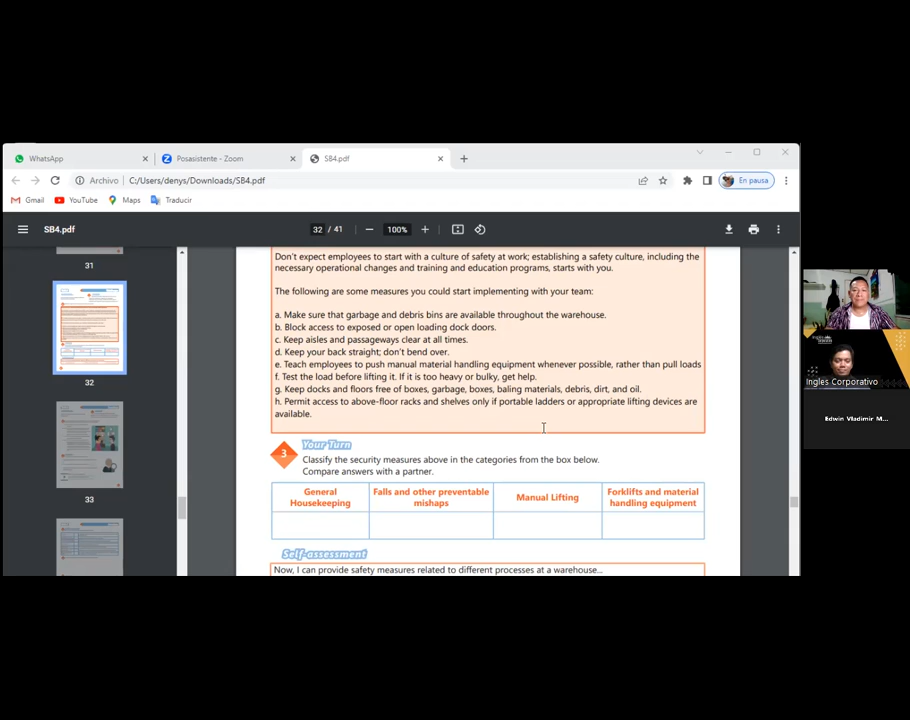 WhatsApp
Posasistente - Zoom
SB4.pdf
Archivo
C:/Users/denys/Downloads/SB4.pdf
En pausa
Gmail
YouTube
Maps
Traducir
SB4.pdf
32 / 41
100%
31
32
33
Don't expect employees to start with a culture of safety at work; establishing a safety culture, including the
necessary operational changes and training and education programs, starts with you.
The following are some measures you could start implementing with your team:
a. Make sure that garbage and debris bins are available throughout the warehouse.
b. Block access to exposed or open loading dock doors.
c. Keep aisles and passageways clear at all times.
d. Keep your back straight; don't bend over.
e. Teach employees to push manual material handling equipment whenever possible, rather than pull loads
f. Test the load before lifting it. If it is too heavy or bulky, get help.
g. Keep docks and floors free of boxes, garbage, boxes, baling materials, debris, dirt, and oil.
h. Permit access to above-floor racks and shelves only if portable ladders or appropriate lifting devices are
available.
3
Your Turn
Classify the security measures above in the categories from the box below.
Compare answers with a partner.
General
Housekeeping
Falls and other preventable
mishaps
Manual Lifting
Forklifts and material
handling equipment
Self-assessment
Now, I can provide safety measures related to different processes at a warehouse...
Ingles Corporativo
Edwin Vladimir M...